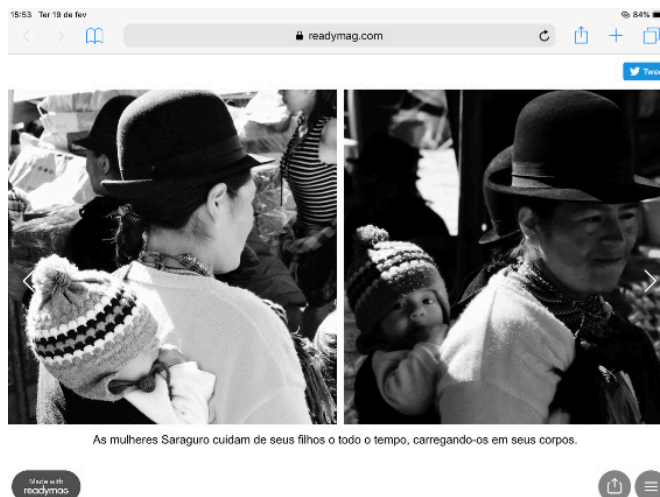 15:53 Ter 19 de fev
84%
readymag.com
Twee
As mulheres Saraguro cuidam de seus filhos o todo o tempo, carregando-os em seus corpos.
Made with
readymag